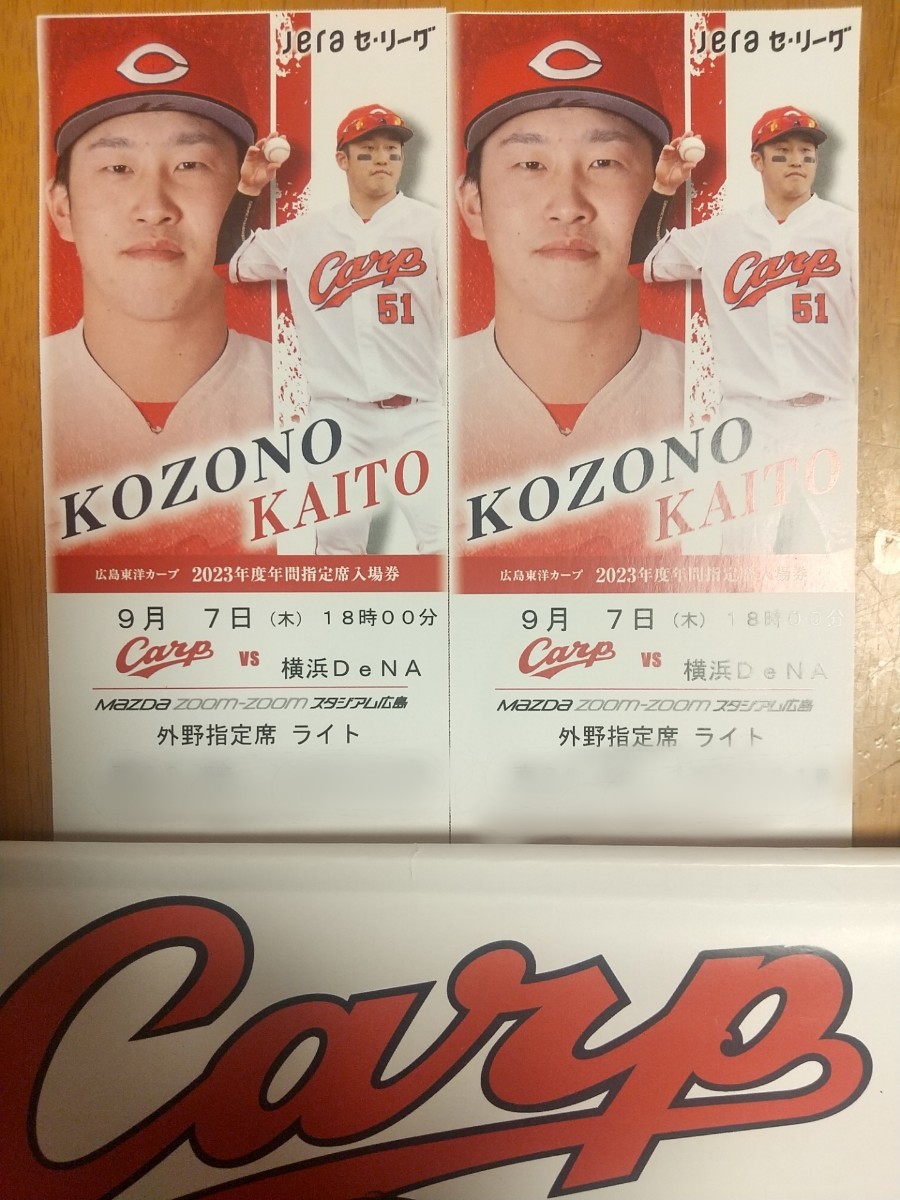 Jera セ・リーグ
Carp
51
KOZONO
KAITO
広島東洋カープ 2023年度年間指定席入場券
9月 7日 (木) 18時00分
Carp vs 横浜DeNA
mazda zoom-zoom スタジアム広島
外野指定席 ライト
Jera セ・リーグ
Carp
51
KOZONO
KAITO
広島東洋カープ 2023年度年間指定席入場券
9月 7日 (木) 18時00分
Carp vs 横浜DeNA
mazda zoom-zoom スタジアム広島
外野指定席 ライト
Carp